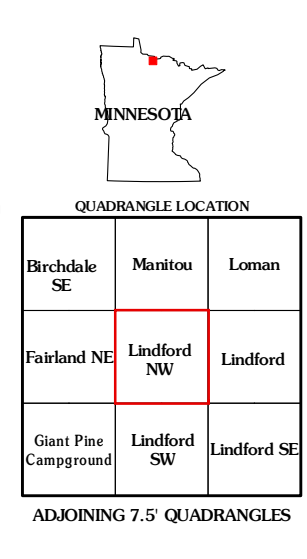 MINNESOTA
QUADRANGLE LOCATION
Birchdale
SE
Manitou
Loman
Fairland NE
Lindford
NW
Lindford
Giant Pine
Campground
Lindford
SW
Lindford SE
ADJOINING 7.5' QUADRANGLES